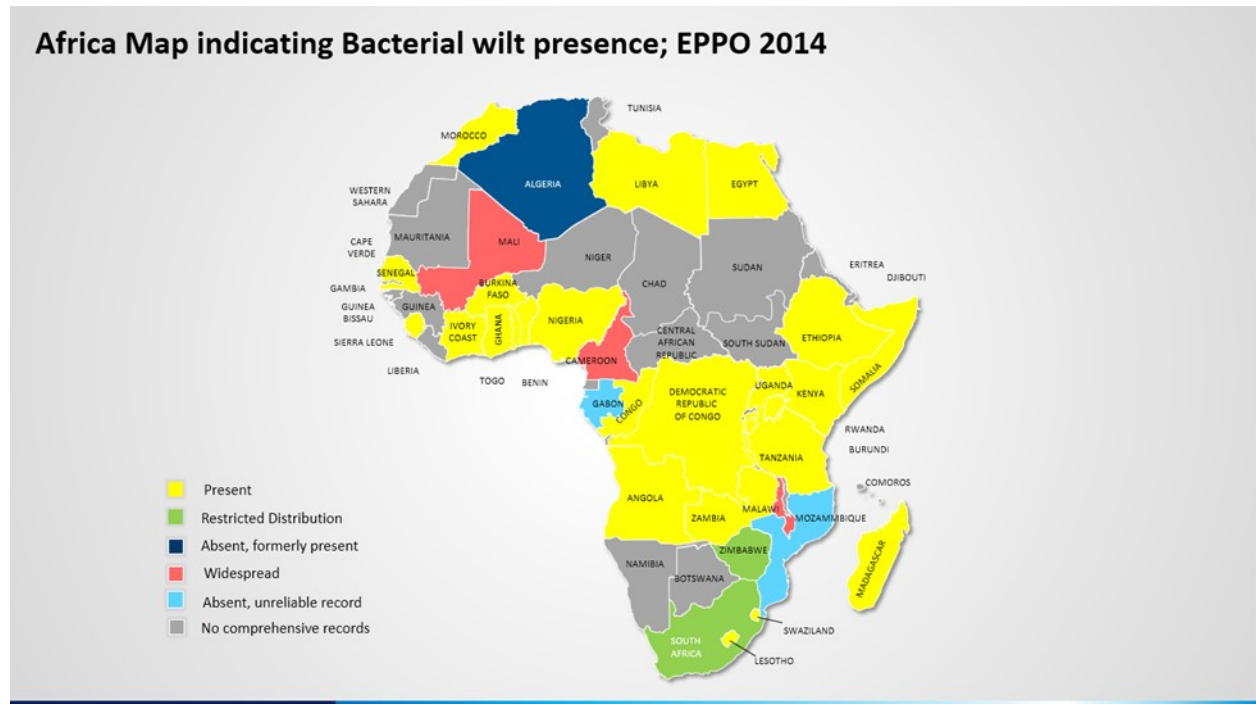 Africa Map indicating Bacterial wilt presence; EPPO 2014
TUNISIA
MOROCCO
ALGERIA
LIBYA
EGYPT
WESTERN
SAHARA
MAURITANIA
CAPE
VERDE
MALI
NIGER
CHAD
SUDAN
ERITREA
DJIBOUTI
SENEGAL
GAMBIA
BURKINA
FASO
GUINEA
BISSAU
GUINEA
SIERRA LEONE
LIBERIA
IVORY
COAST
GHANA
NIGERIA
TOGO
BENIN
CAMEROON
CENTRAL
AFRICAN
REPUBLIC
SOUTH SUDAN
ETHIOPIA
SOMALIA
GABON
CONGO
DEMOCRATIC
REPUBLIC
OF CONGO
UGANDA
KENYA
RWANDA
BURUNDI
TANZANIA
COMOROS
ANGOLA
ZAMBIA
MALAWI
MOZAMMBIQUE
ZIMBABWE
MADAGASCAR
NAMIBIA
BOTSWANA
SWAZILAND
SOUTH
AFRICA
LESOTHO
Present
Restricted Distribution
Absent, formerly present
Widespread
Absent, unreliable record
No comprehensive records